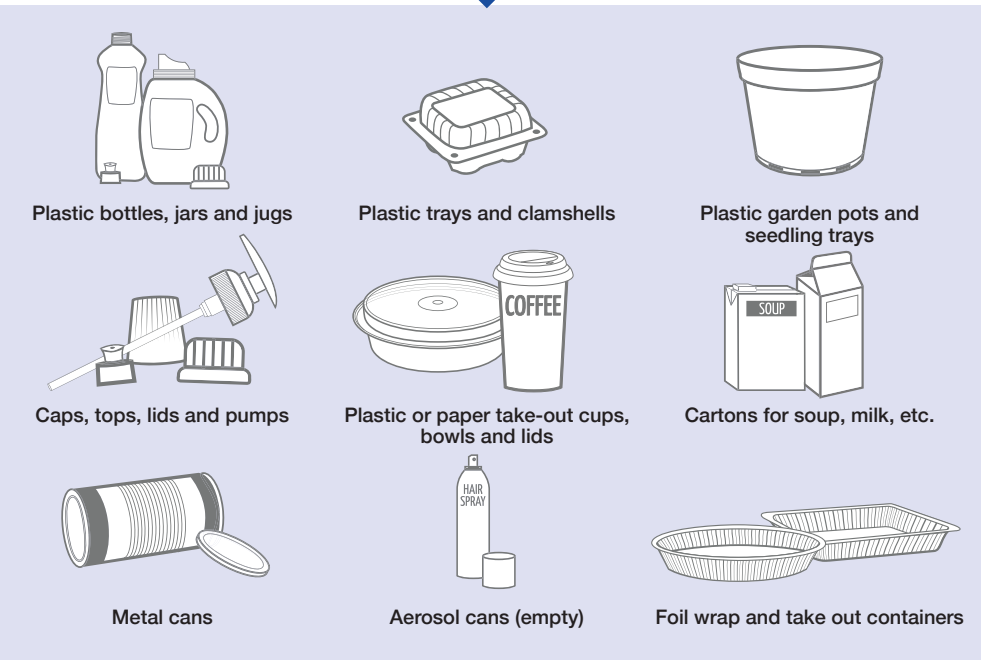 Plastic bottles, jars and jugs
Plastic trays and clamshells
Plastic garden pots and
seedling trays
COFFEE
SOUP
Caps, tops, lids and pumps
Plastic or paper take-out cups,
bowls and lids
Cartons for soup, milk, etc.
HAIR
SPRAY
Metal cans
Aerosol cans (empty)
Foil wrap and take out containers